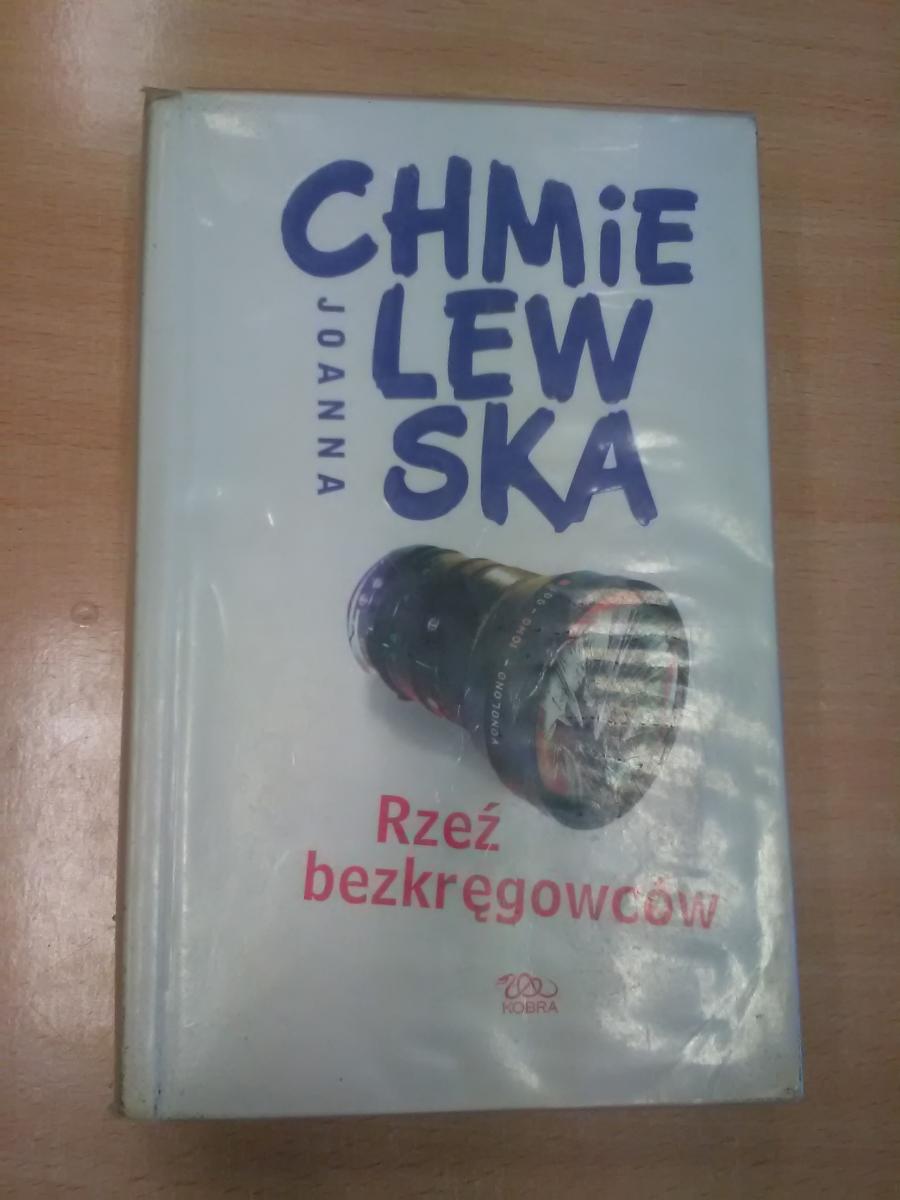 CHMiE
LEW
SKA
JOANNA
Rzeź
bezkręgowców
KOBRA